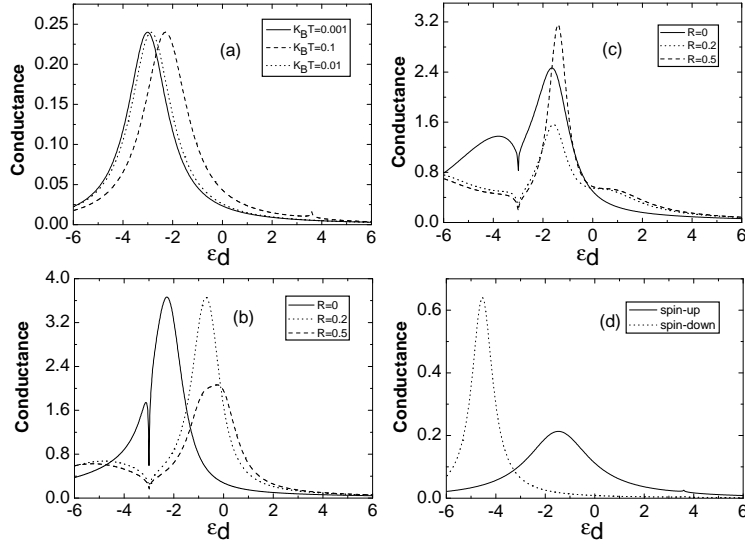 0.25
0.20
0.15
0.10
0.05
0.00
Conductance
(a)
K_BT=0.001
K_BT=0.1
K_BT=0.01
-6 -4 -2 0 2 4 6
εd
3.2
2.4
1.6
0.8
0.0
Conductance
(c)
R=0
R=0.2
R=0.5
-6 -4 -2 0 2 4 6
εd
4.0
3.2
2.4
1.6
0.8
0.0
Conductance
(b)
R=0
R=0.2
R=0.5
-6 -4 -2 0 2 4 6
εd
0.6
0.4
0.2
0.0
Conductance
(d)
spin-up
spin-down
-6 -4 -2 0 2 4 6
εd